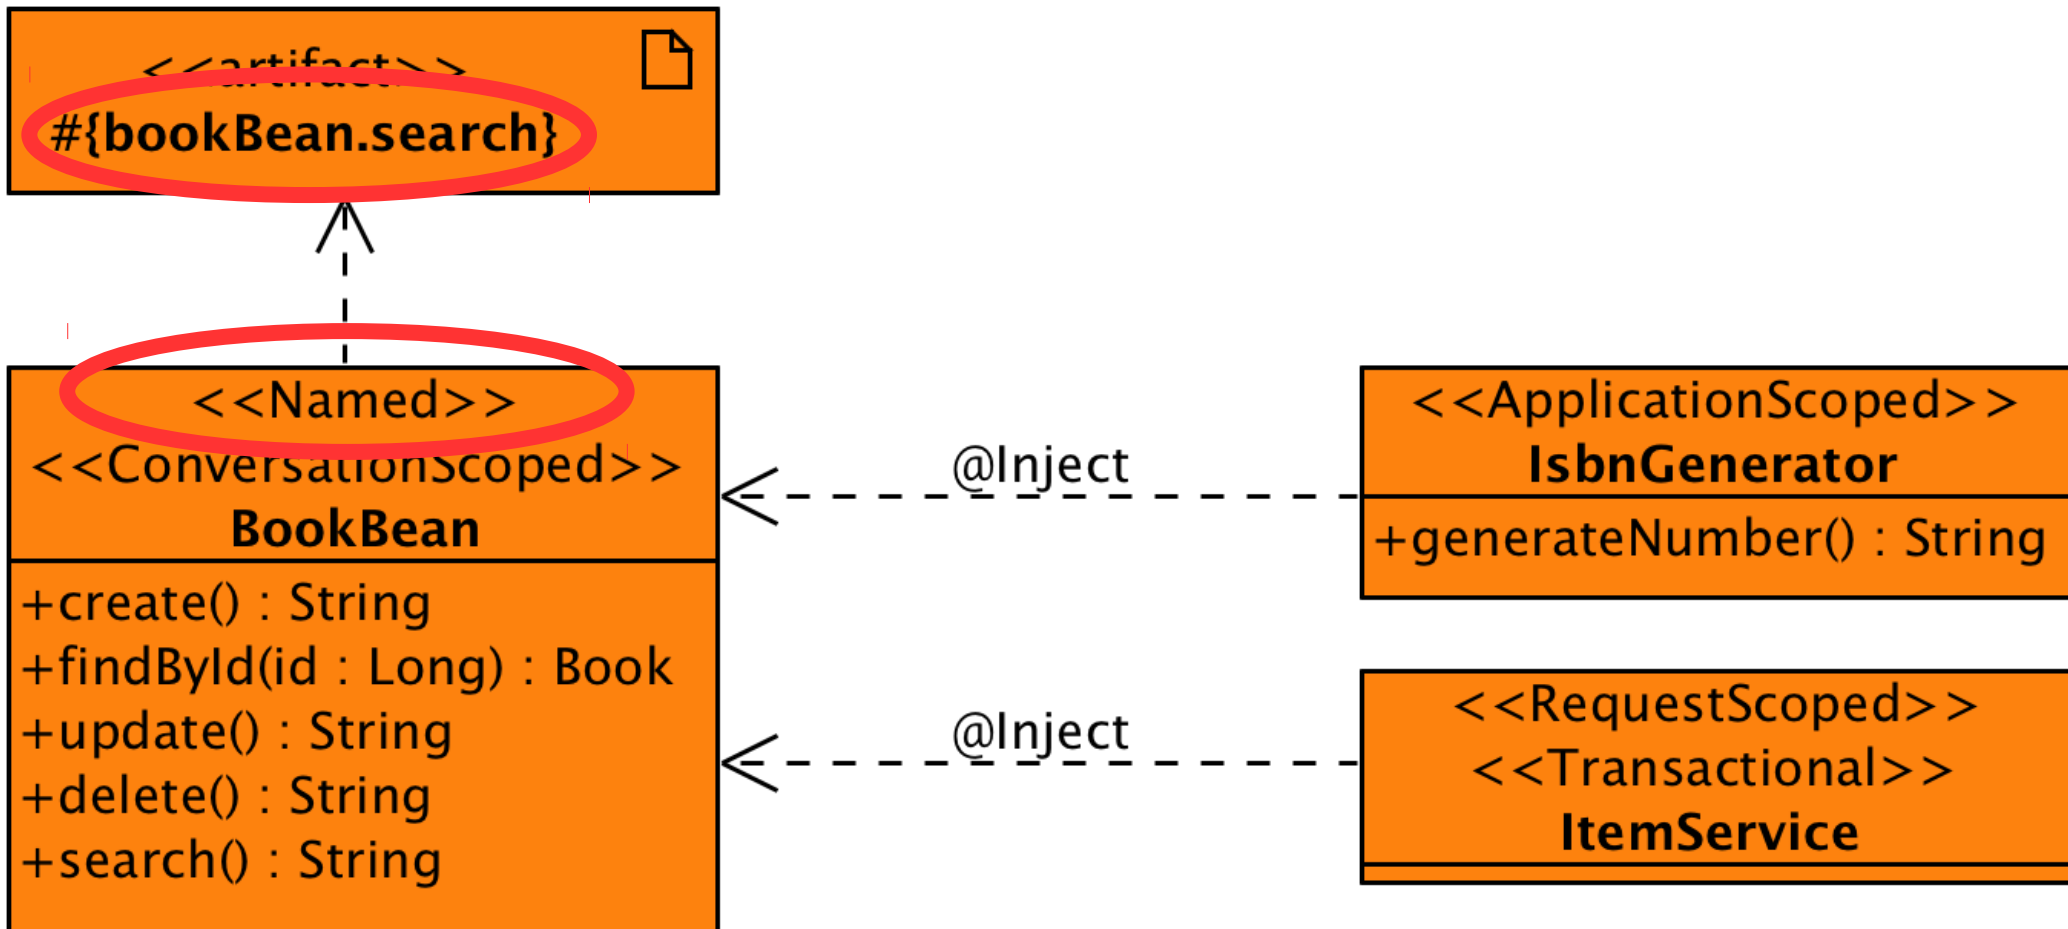 <<artifact>>
#{bookBean.search}
<<Named>>
<<ConversationScoped>>
BookBean
+create() : String
+findById(id : Long) : Book
+update() : String
+delete() : String
+search() : String
@Inject
@Inject
<<ApplicationScoped>>
IsbnGenerator
+generateNumber() : String
<<RequestScoped>>
<<Transactional>>
ItemService